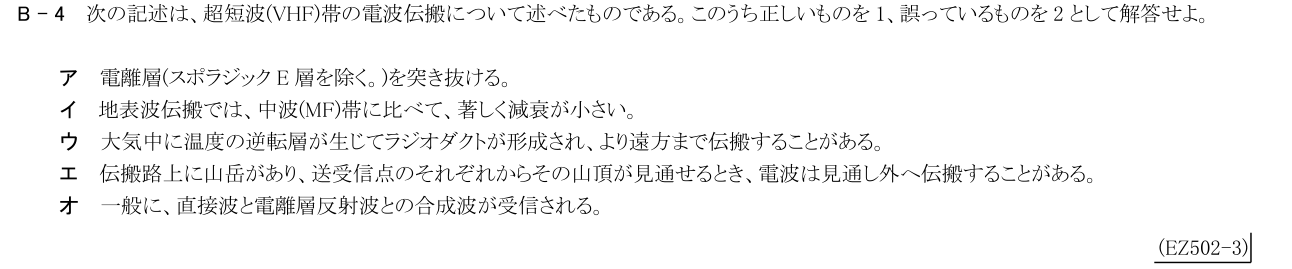 B－4　次の記述は、超短波(VHF)帯の電波伝搬について述べたものである。このうち正しいものを1、誤っているものを2として解答せよ。
ア　電離層(スポラジックE層を除く。)を突き抜ける。
イ　地表波伝搬では、中波(MF)帯に比べて、著しく減衰が小さい。
ウ　大気中に温度の逆転層が生じてラジオダクトが形成され、より遠方まで伝搬することがある。
エ　伝搬路上に山岳があり、送受信点のそれぞれからその山頂が見通せるとき、電波は見通し外へ伝搬することがある。
オ　一般に、直接波と電離層反射波との合成波が受信される。
(EZ502-3)